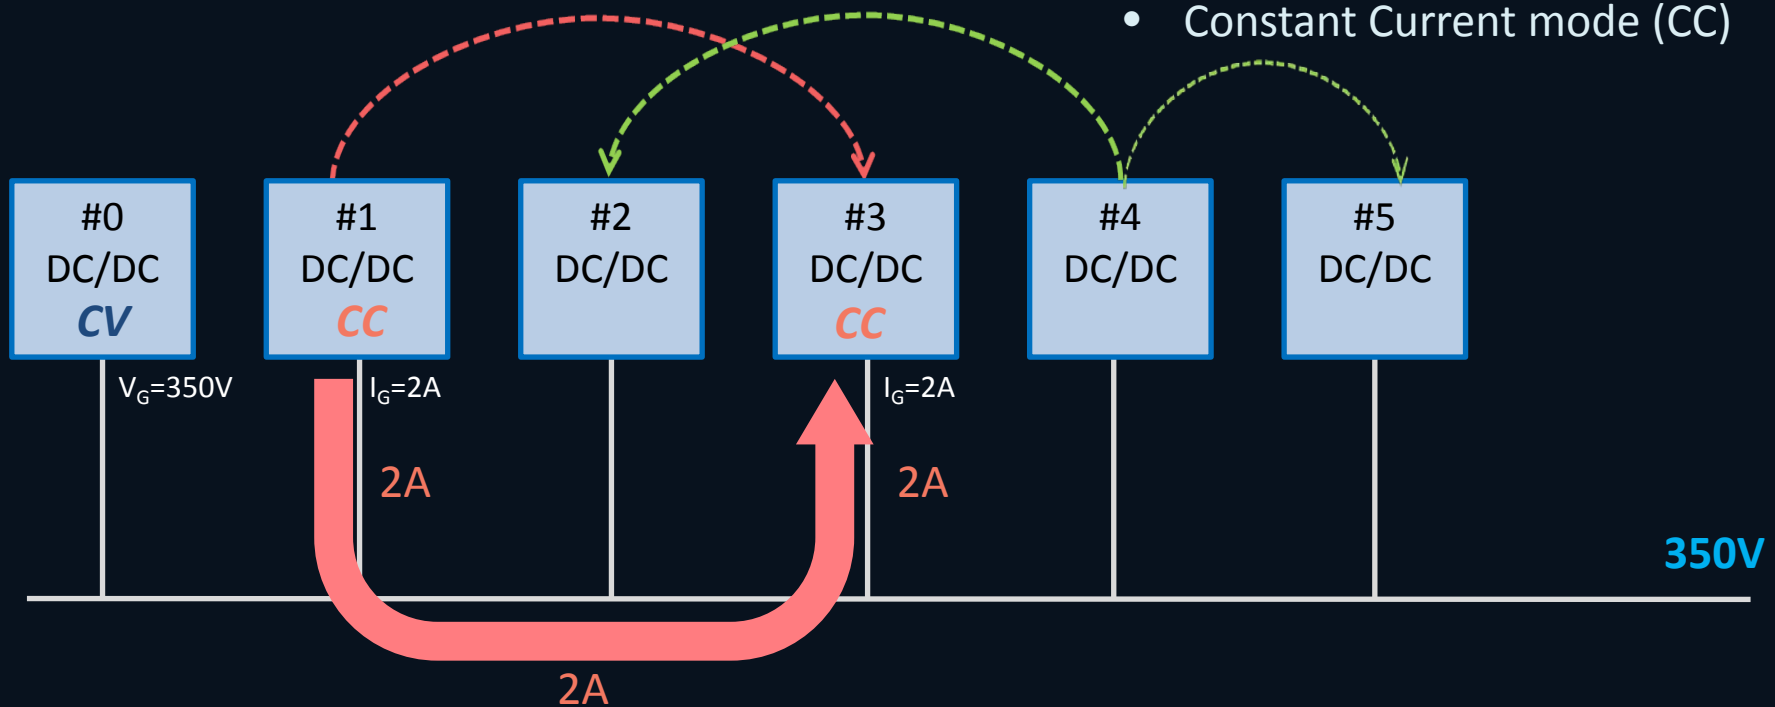 • Constant Current mode (CC)
#0
DC/DC
CV
#1
DC/DC
CC
#2
DC/DC
#3
DC/DC
CC
#4
DC/DC
#5
DC/DC
VG=350V
IG=2A
IG=2A
2A
2A
350V
2A